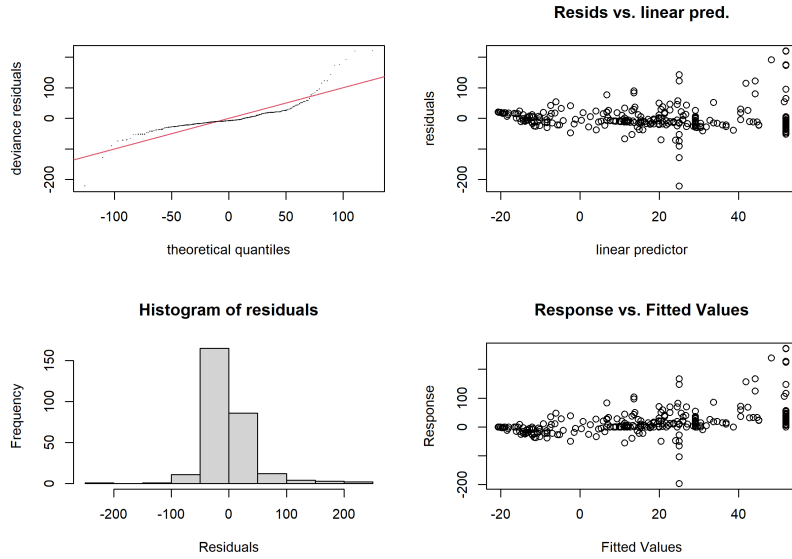 Resids vs. linear pred.
deviance residuals
-200 0 100
-100 -50 0 50 100
theoretical quantiles
residuals
-200 0 100
-20 0 20 40
linear predictor
Histogram of residuals
Frequency
0 50 100 150
-200 -100 0 100 200
Residuals
Response vs. Fitted Values
Response
-200 0 100
-20 0 20 40
Fitted Values